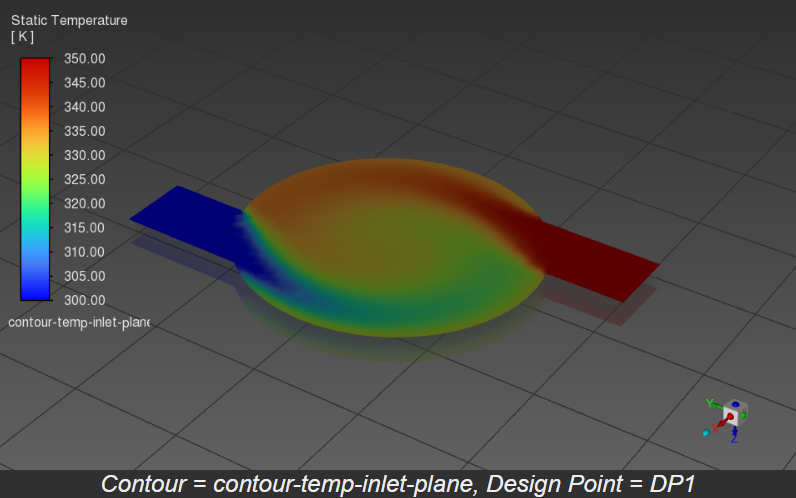 Static Temperature
[ K ]
350.00
345.00
340.00
335.00
330.00
325.00
320.00
315.00
310.00
305.00
300.00
contour-temp-inlet-plane
Y
Z
Contour = contour-temp-inlet-plane, Design Point = DP1